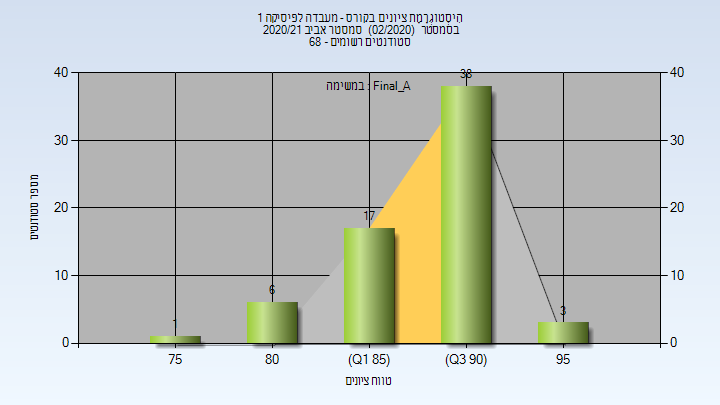 הִיסְטוֹגְרַמַת ציונים בקורס - מעבדה לפיסיקה 1
בסמסטר (02/2020) סמסטר אביב 2020/21
סטודנטים רשומים - 68
במשימה : Final_A
40 40
38
30 30
20 20
17
10 10
6
3
1
0 0
75 80 (Q1 85) (Q3 90) 95
מספר סטודנטים
טווח ציונים